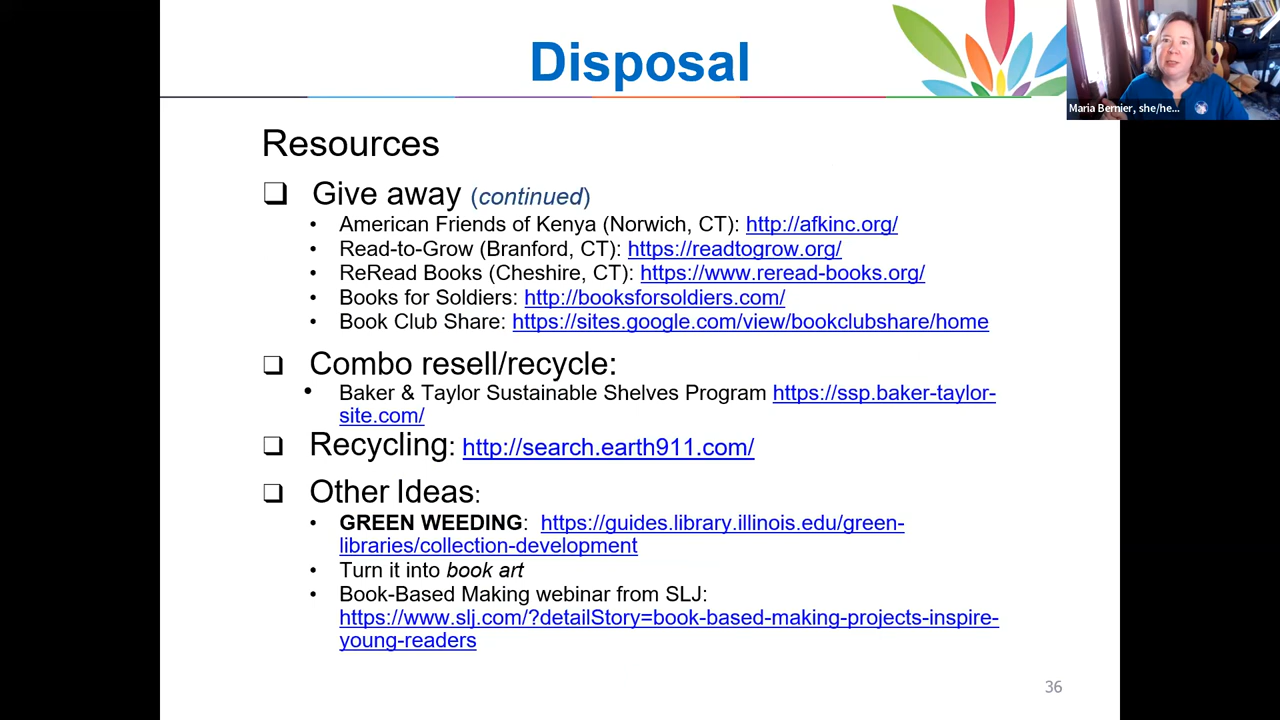 Disposal
Maria Bernier, she/he...
Resources
❑ Give away (continued)
• American Friends of Kenya (Norwich, CT): http://afkinc.org/
• Read-to-Grow (Branford, CT): https://readtogrow.org/
• ReRead Books (Cheshire, CT): https://www.reread-books.org/
• Books for Soldiers: http://booksforsoldiers.com/
• Book Club Share: https://sites.google.com/view/bookclubshare/home
❑ Combo resell/recycle:
• Baker & Taylor Sustainable Shelves Program https://ssp.baker-taylor-
site.com/
❑ Recycling: http://search.earth911.com/
❑ Other Ideas:
• GREEN WEEDING: https://guides.library.illinois.edu/green-
libraries/collection-development
• Turn it into book art
• Book-Based Making webinar from SLJ:
https://www.slj.com/?detailStory=book-based-making-projects-inspire-
young-readers
36